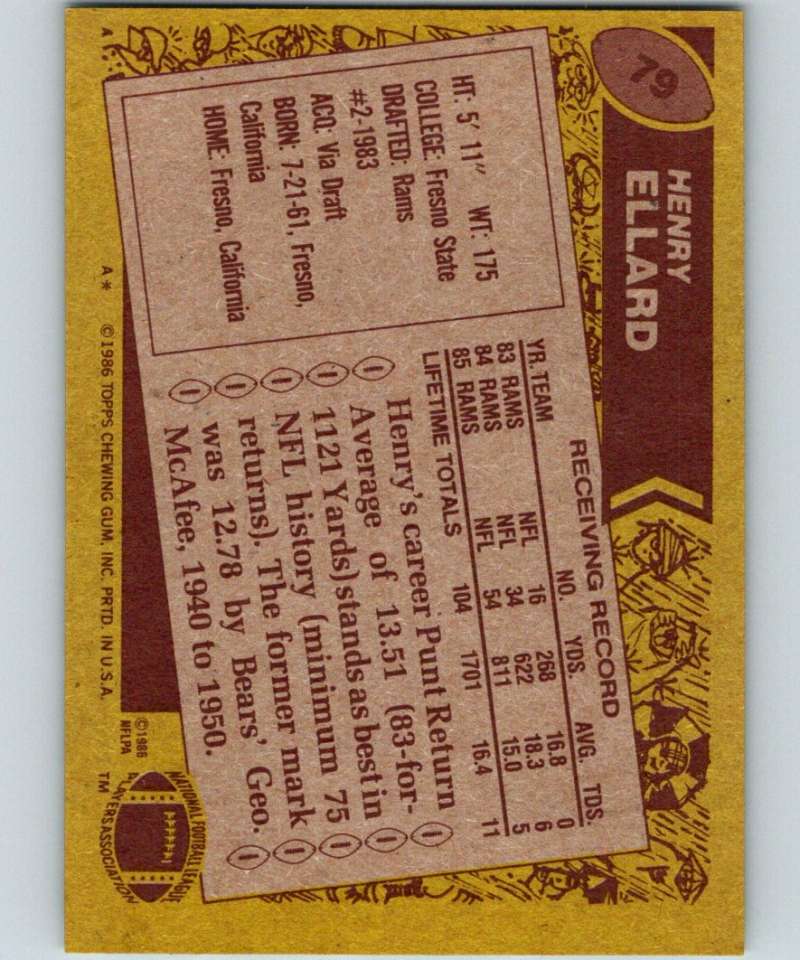 79
HENRY
ELLARD
HT: 5' 11" WT: 175
COLLEGE: Fresno State
DRAFTED: Rams
#2-1983
ACQ: Via Draft
BORN: 7-21-61, Fresno,
California
HOME: Fresno, California
RECEIVING RECORD
YR. TEAM NO. YDS. AVG. TDS.
83 RAMS NFL 16 268 16.8 0
84 RAMS NFL 34 622 18.3 6
85 RAMS NFL 54 811 15.0 5
LIFETIME TOTALS 104 1701 16.4 11
Henry's career Punt Return
Average of 13.51 (83-for-
1121 Yards) stands as best in
NFL history (minimum 75
returns). The former mark
was 12.78 by Bears' Geo.
McAfee, 1940 to 1950.
A* ©1986 TOPPS CHEWING GUM, INC. PRTD. IN U.S.A.
©1986
NFLPA
NATIONAL FOOTBALL LEAGUE
PLAYERS ASSOCIATION
TM